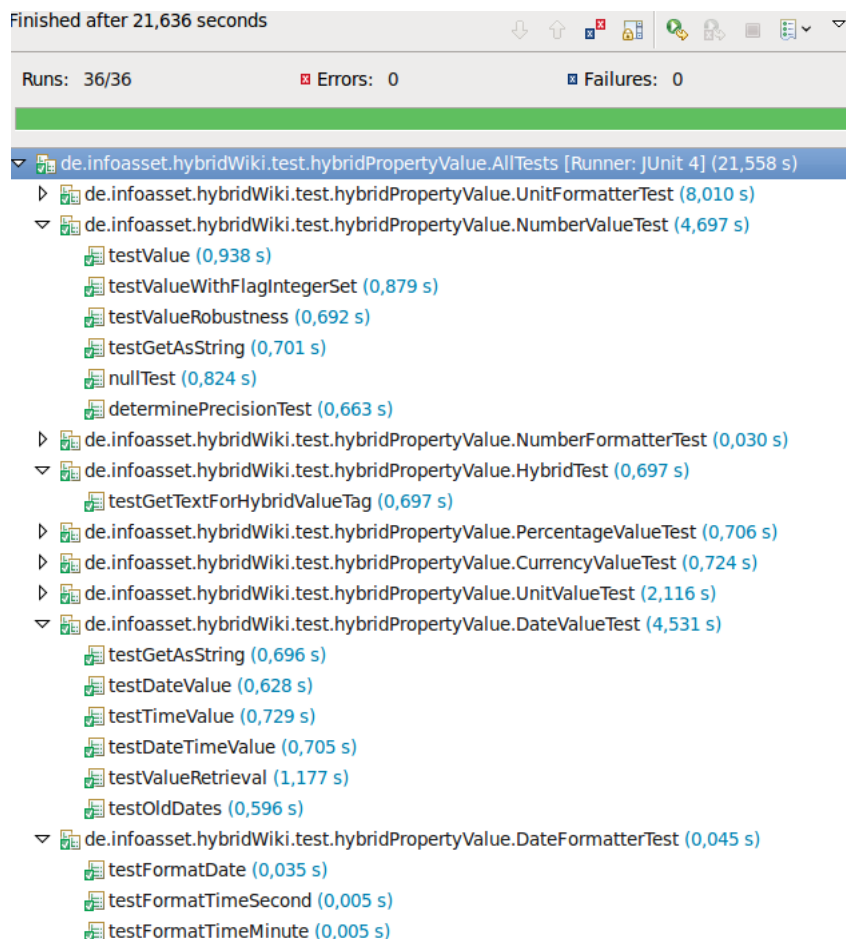 Finished after 21,636 seconds
Runs: 36/36 Errors: 0 Failures: 0
de.infoasset.hybridWiki.test.hybridPropertyValue.AllTests [Runner: JUnit 4] (21,558 s)
de.infoasset.hybridWiki.test.hybridPropertyValue.UnitFormatterTest (8,010 s)
de.infoasset.hybridWiki.test.hybridPropertyValue.NumberValueTest (4,697 s)
testValue (0,938 s)
testValueWithFlagIntegerSet (0,879 s)
testValueRobustness (0,692 s)
testGetAsString (0,701 s)
nullTest (0,824 s)
determinePrecisionTest (0,663 s)
de.infoasset.hybridWiki.test.hybridPropertyValue.NumberFormatterTest (0,030 s)
de.infoasset.hybridWiki.test.hybridPropertyValue.HybridTest (0,697 s)
testGetTextForHybridValueTag (0,697 s)
de.infoasset.hybridWiki.test.hybridPropertyValue.PercentageValueTest (0,706 s)
de.infoasset.hybridWiki.test.hybridPropertyValue.CurrencyValueTest (0,724 s)
de.infoasset.hybridWiki.test.hybridPropertyValue.UnitValueTest (2,116 s)
de.infoasset.hybridWiki.test.hybridPropertyValue.DateValueTest (4,531 s)
testGetAsString (0,696 s)
testDateValue (0,628 s)
testTimeValue (0,729 s)
testDateTimeValue (0,705 s)
testValueRetrieval (1,177 s)
testOldDates (0,596 s)
de.infoasset.hybridWiki.test.hybridPropertyValue.DateFormatterTest (0,045 s)
testFormatDate (0,035 s)
testFormatTimeSecond (0,005 s)
testFormatTimeMinute (0,005 s)